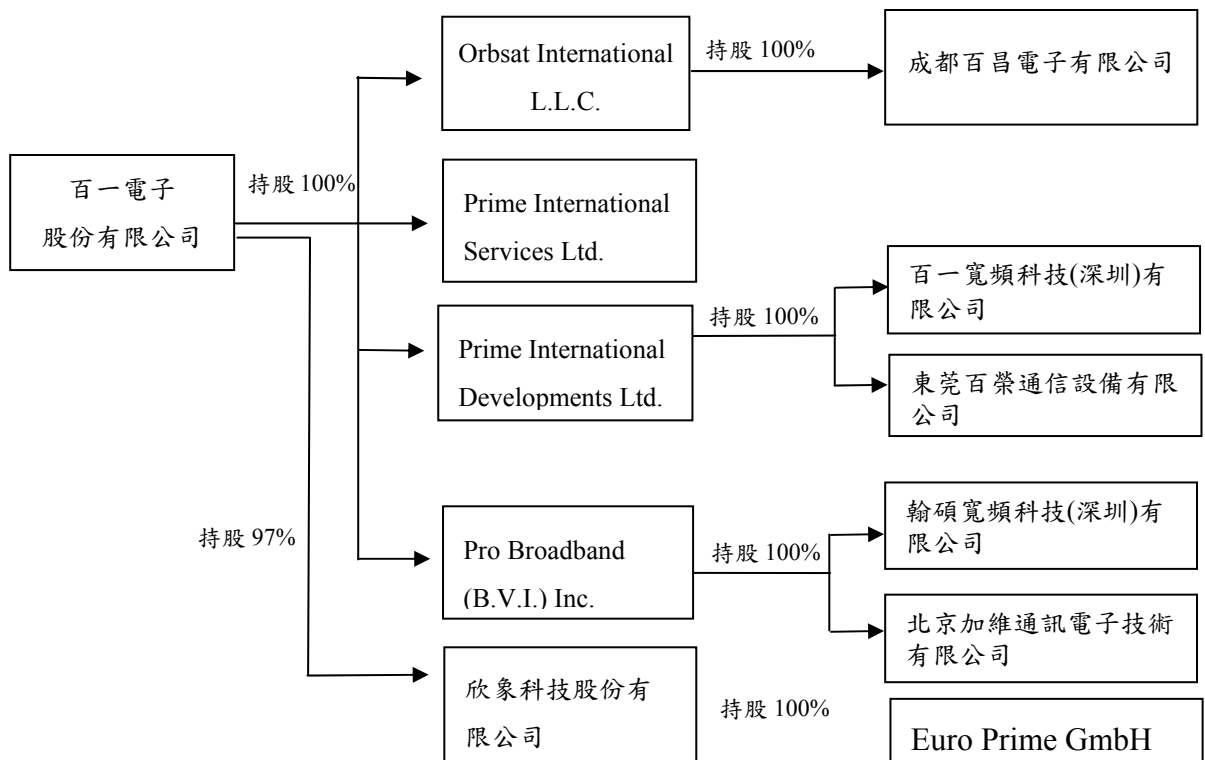 百一電子
股份有限公司
持股 100%
持股 97%
Orbsat International
L.L.C.
持股 100%
成都百昌電子有限公司
Prime International
Services Ltd.
Prime International
Developments Ltd.
持股 100%
百一寬頻科技(深圳)有
限公司
東莞百榮通信設備有限
公司
Pro Broadband
(B.V.I.) Inc.
持股 100%
翰碩寬頻科技(深圳)有
限公司
北京加維通訊電子技術
有限公司
欣象科技股份有
限公司
持股 100%
Euro Prime GmbH